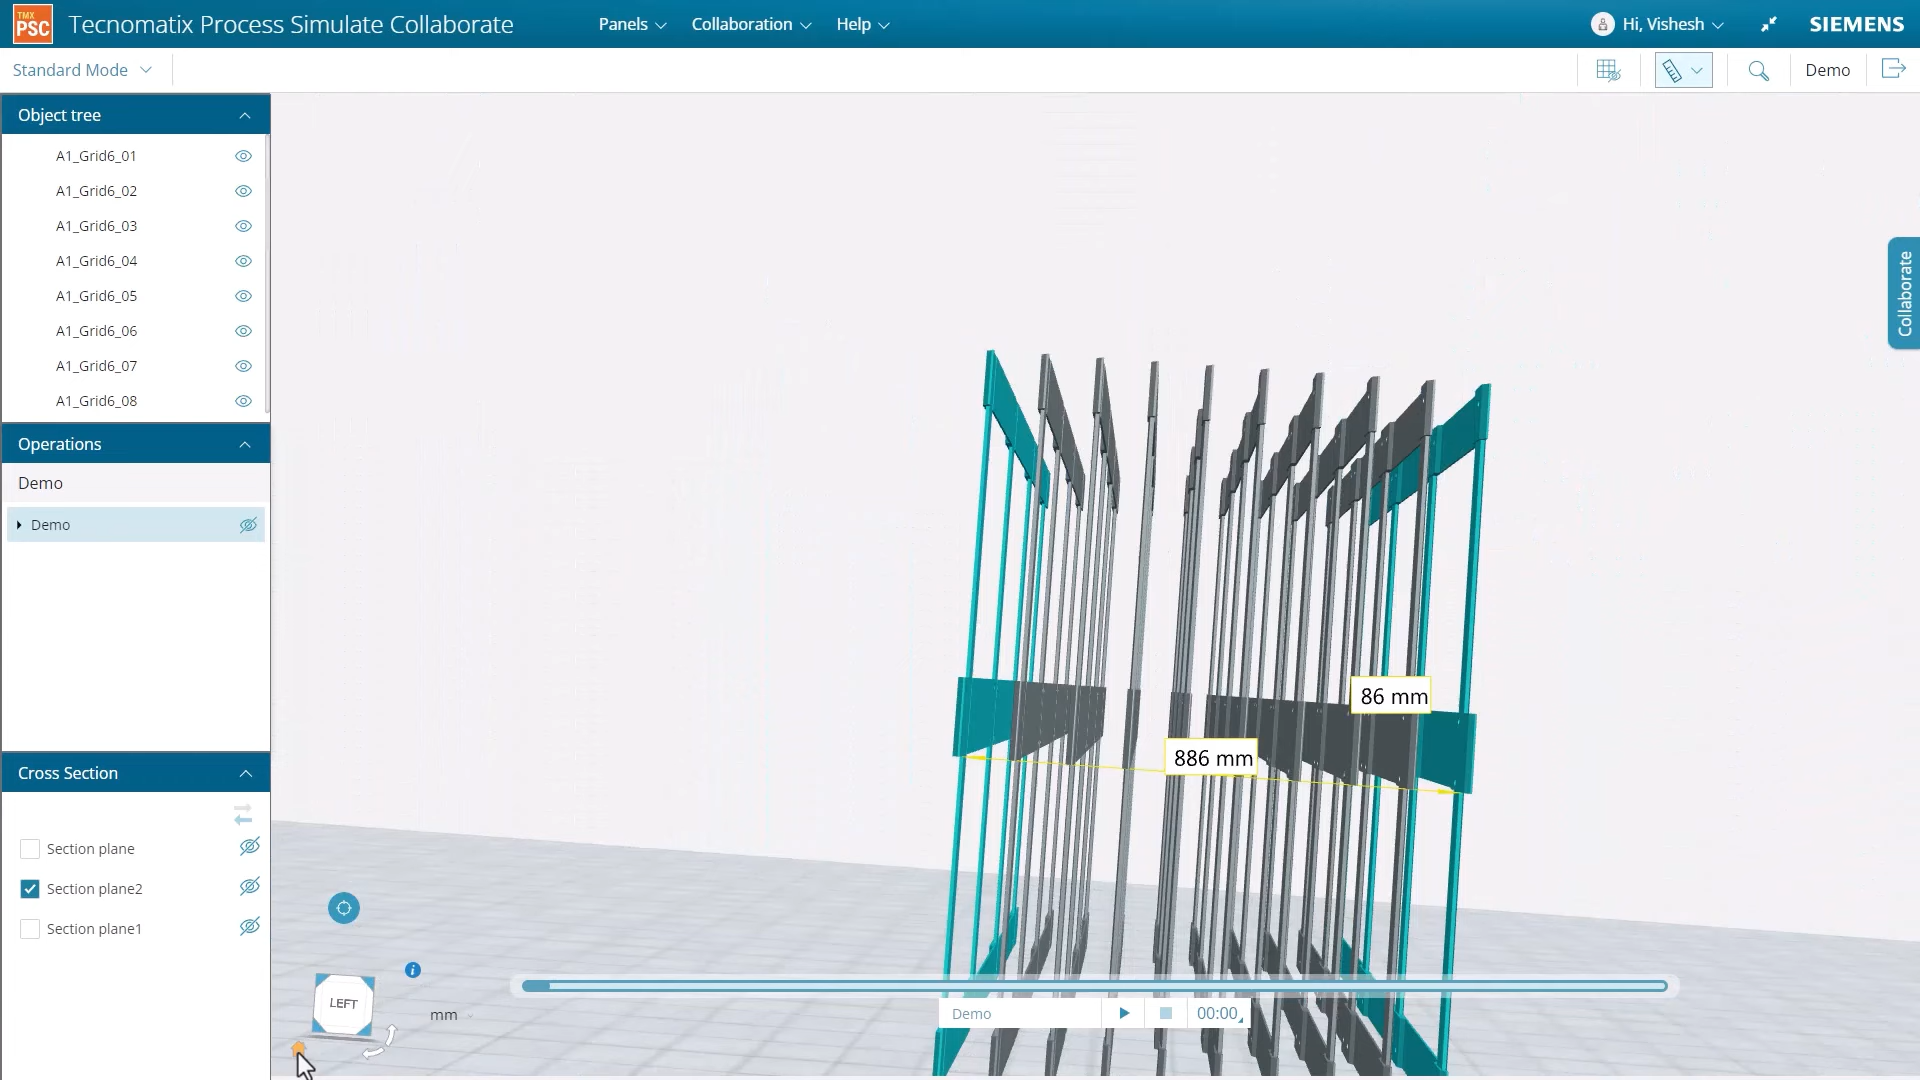 TMX
PSC
Tecnomatix Process Simulate Collaborate
Panels
Collaboration
Help
Hi, Vishesh
SIEMENS
Standard Mode
Demo
Object tree
A1_Grid6_01
A1_Grid6_02
A1_Grid6_03
A1_Grid6_04
A1_Grid6_05
A1_Grid6_06
A1_Grid6_07
A1_Grid6_08
Collaborate
Operations
Demo
Demo
86 mm
886 mm
Cross Section
Section plane
Section plane2
Section plane1
LEFT
i
mm
Demo
00:00